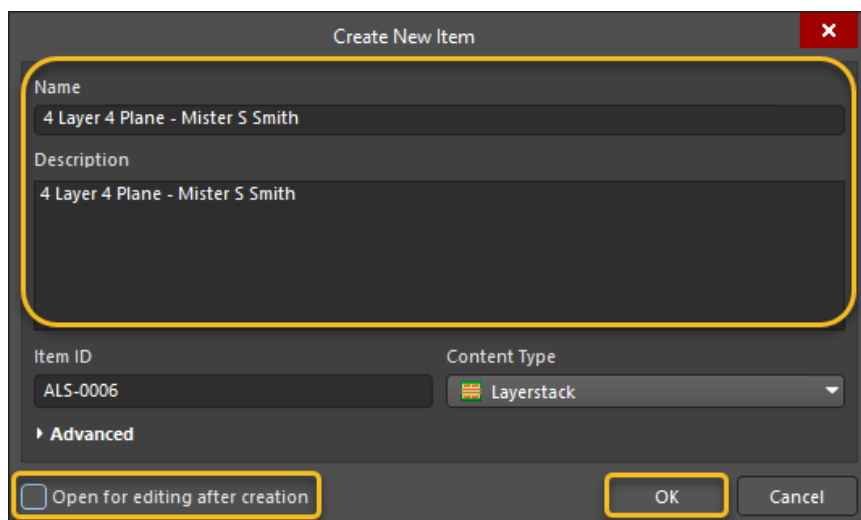 Create New Item
Name
4 Layer 4 Plane - Mister S Smith
Description
4 Layer 4 Plane - Mister S Smith
Item ID
Content Type
ALS-0006
Layerstack
Advanced
Open for editing after creation
OK
Cancel